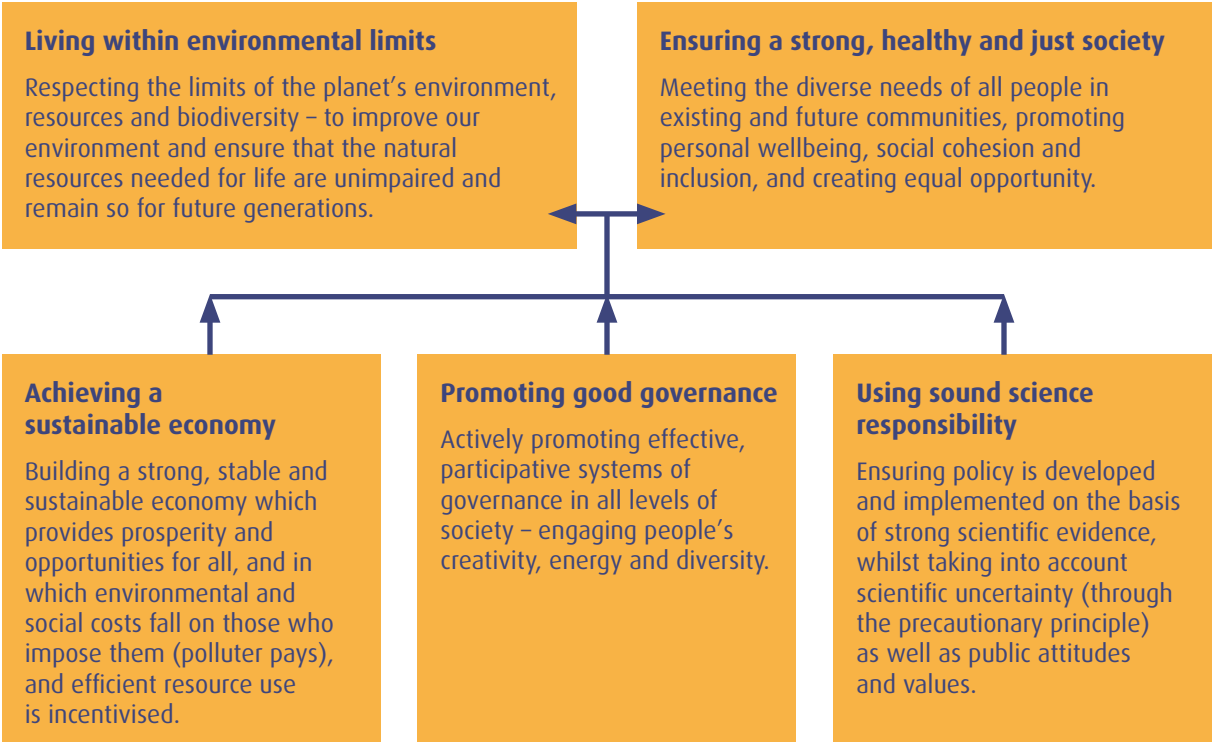 Living within environmental limits
Respecting the limits of the planet’s environment,
resources and biodiversity – to improve our
environment and ensure that the natural
resources needed for life are unimpaired and
remain so for future generations.
Ensuring a strong, healthy and just society
Meeting the diverse needs of all people in
existing and future communities, promoting
personal wellbeing, social cohesion and
inclusion, and creating equal opportunity.
Achieving a
sustainable economy
Building a strong, stable and
sustainable economy which
provides prosperity and
opportunities for all, and in
which environmental and
social costs fall on those who
impose them (polluter pays),
and efficient resource use
is incentivised.
Promoting good governance
Actively promoting effective,
participative systems of
governance in all levels of
society – engaging people’s
creativity, energy and diversity.
Using sound science
responsibility
Ensuring policy is developed
and implemented on the basis
of strong scientific evidence,
whilst taking into account
scientific uncertainty (through
the precautionary principle)
as well as public attitudes
and values.